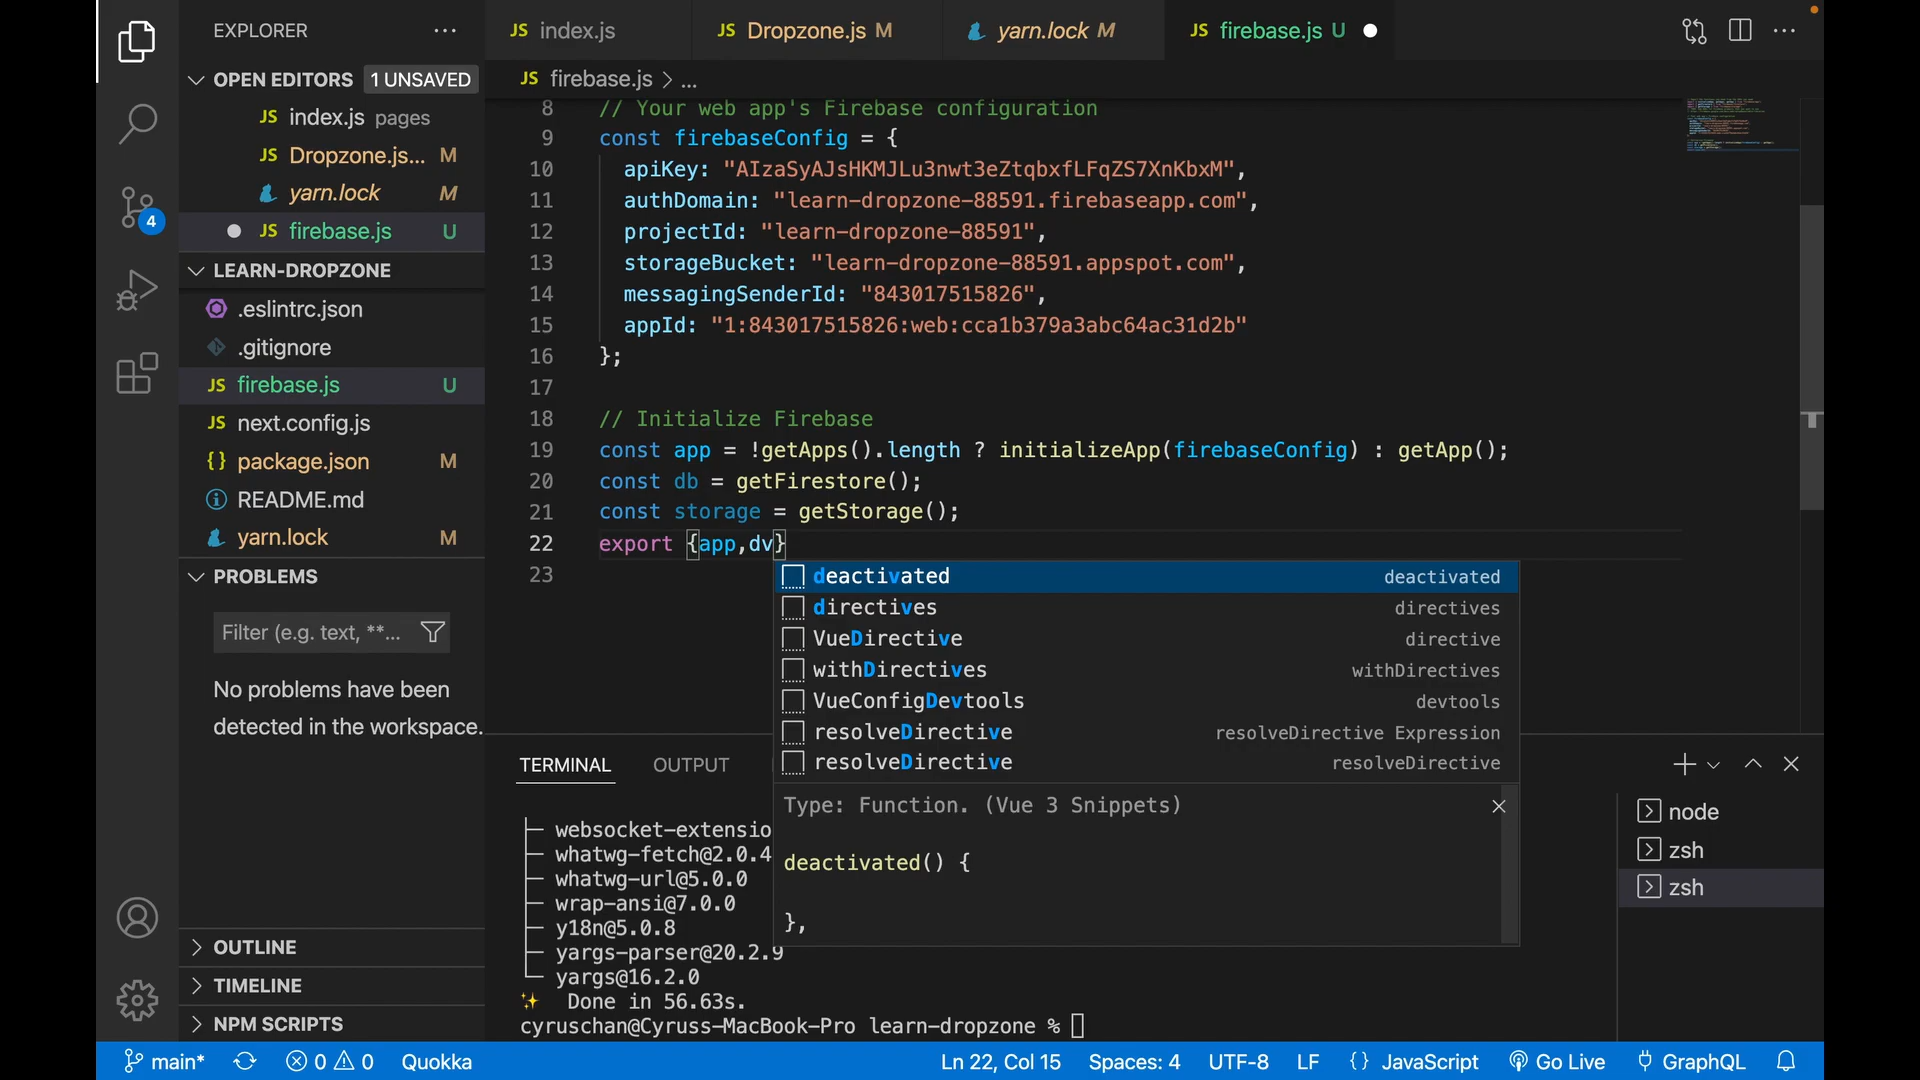 EXPLORER
OPEN EDITORS 1 UNSAVED
JS index.js pages
JS Dropzone.js... M
yarn.lock M
JS firebase.js U
LEARN-DROPZONE
.eslintrc.json
.gitignore
JS firebase.js U
JS next.config.js
{} package.json M
README.md
yarn.lock M
PROBLEMS
Filter (e.g. text, **...
No problems have been
detected in the workspace.
OUTLINE
TIMELINE
NPM SCRIPTS
4
JS index.js
JS Dropzone.js M
yarn.lock M
JS firebase.js U
JS firebase.js > ...
8 // Your web app's Firebase configuration
9 const firebaseConfig = {
10 apiKey: "AIzaSyAJsHKMJLu3nwt3eZtqbxfLFqZS7XnKbxM",
11 authDomain: "learn-dropzone-88591.firebaseapp.com",
12 projectId: "learn-dropzone-88591",
13 storageBucket: "learn-dropzone-88591.appspot.com",
14 messagingSenderId: "843017515826",
15 appId: "1:843017515826:web:cca1b379a3abc64ac31d2b"
16 };
17
18 // Initialize Firebase
19 const app = !getApps().length ? initializeApp(firebaseConfig) : getApp();
20 const db = getFirestore();
21 const storage = getStorage();
22 export {app,dv}
23
deactivated deactivated
directives directives
VueDirective directive
withDirectives withDirectives
VueConfigDevtools devtools
resolveDirective resolveDirective Expression
resolveDirective resolveDirective
Type: Function. (Vue 3 Snippets)
deactivated() {
},
TERMINAL OUTPUT
websocket-extensio
whatwg-fetch@2.0.4
whatwg-url@5.0.0
wrap-ansi@7.0.0
y18n@5.0.8
yargs-parser@20.2.9
yargs@16.2.0
✨ Done in 56.63s.
cyruschan@Cyruss-MacBook-Pro learn-dropzone %
node
zsh
zsh
main* 0 0 Quokka Ln 22, Col 15 Spaces: 4 UTF-8 LF {} JavaScript Go Live GraphQL